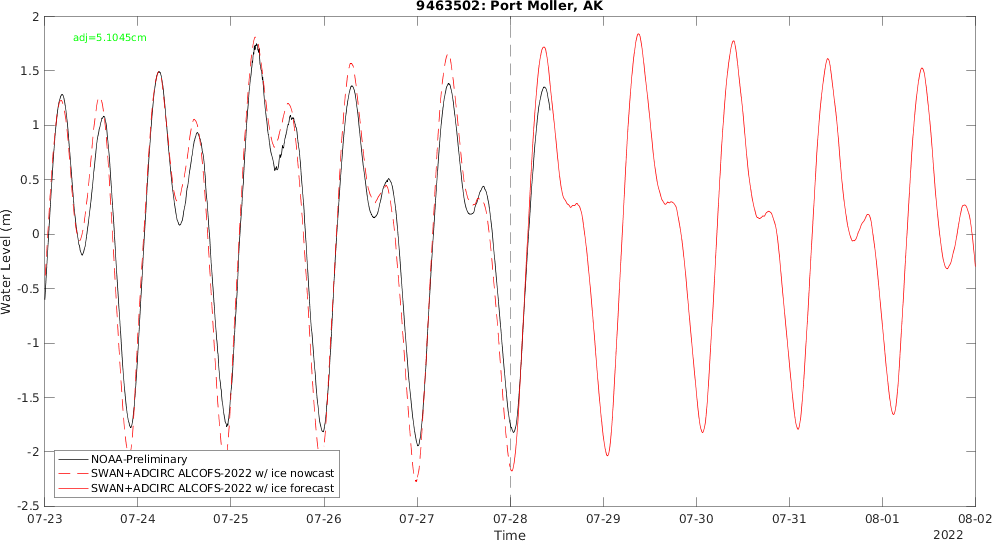 9463502: Port Moller, AK
adj=5.1045cm
2
1.5
1
0.5
0
-0.5
-1
-1.5
-2
-2.5
Water Level (m)
NOAA-Preliminary
SWAN+ADCIRC ALCOFS-2022 w/ ice nowcast
SWAN+ADCIRC ALCOFS-2022 w/ ice forecast
07-23 07-24 07-25 07-26 07-27 07-28 07-29 07-30 07-31 08-01 08-02
Time
2022